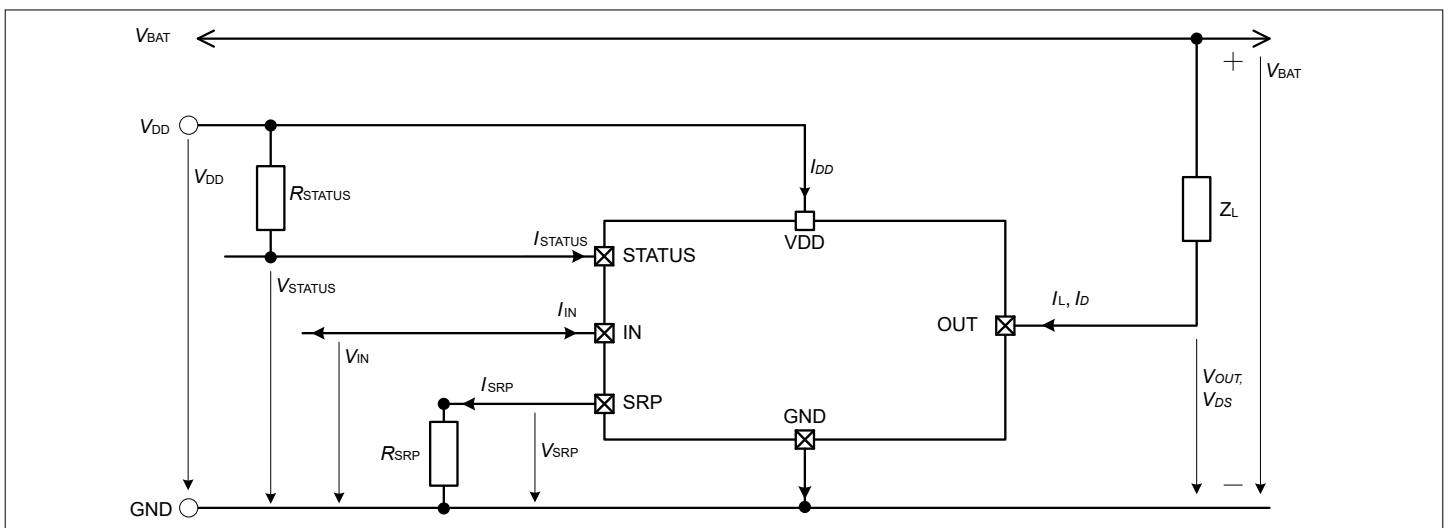 VBAT
+
VBAT
VDD
VDD
IDD
RSTATUS
ZL
ISTATUS
VDD
STATUS
VSTATUS
IIN
IL, ID
OUT
IN
VIN
ISRP
SRP
VOUT,
VDS
GND
RSRP
VSRP
GND
–